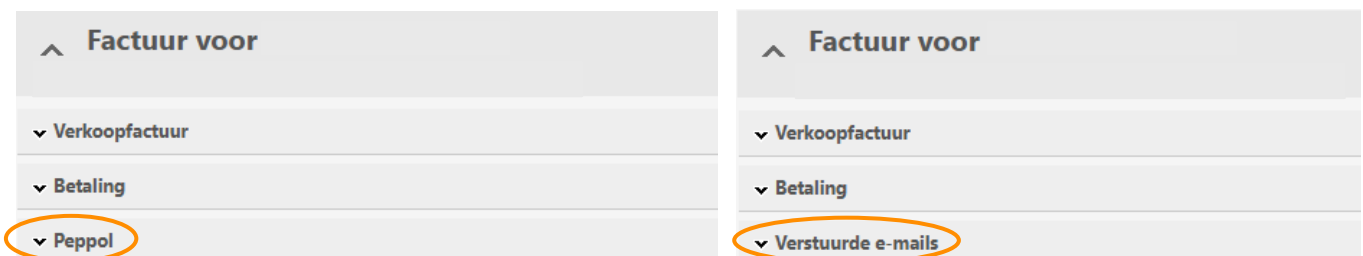 Factuur voor
Verkoopfactuur
Betaling
Peppol
Factuur voor
Verkoopfactuur
Betaling
Verstuurde e-mails